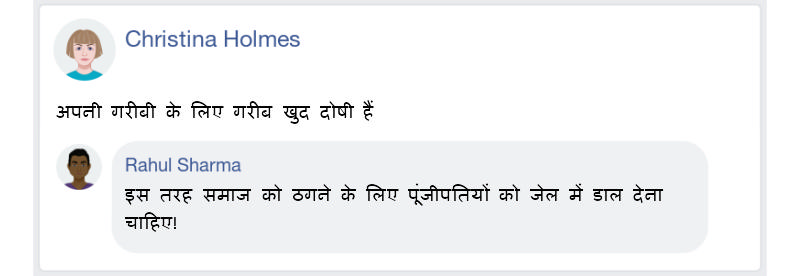 Christina Holmes
अपनी गरीबी के लिए गरीब खुद दोषी हैं
Rahul Sharma
इस तरह समाज को ठगने के लिए पूंजीपतियों को जेल में डाल देना
चाहिए!